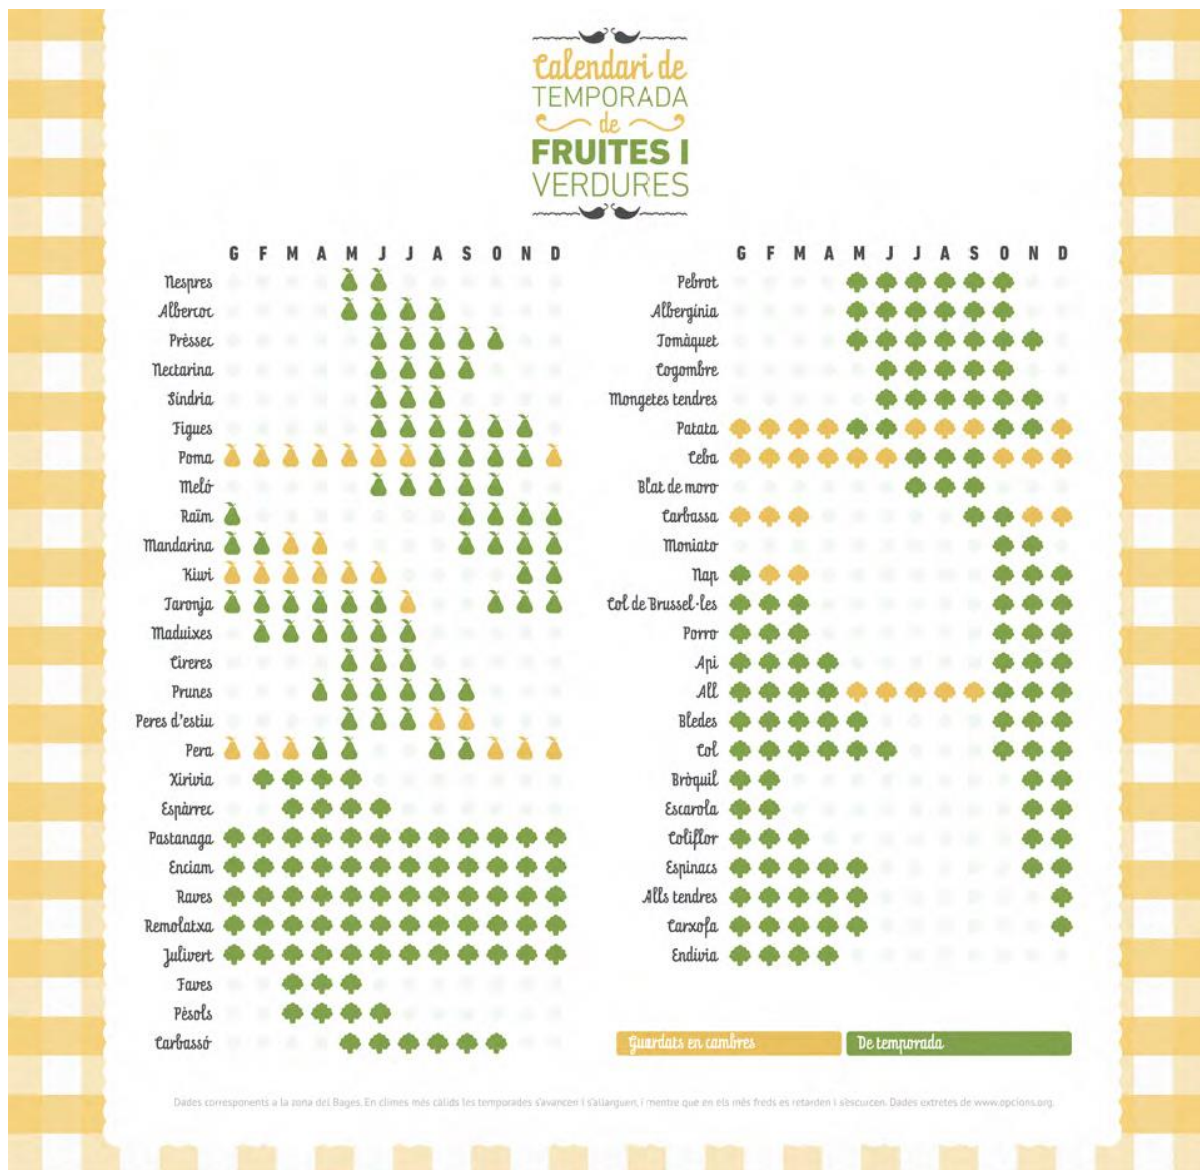 Calendari de
TEMPORADA
de
FRUITES I
VERDURES
G F M A M J J A S O N D
Nespres
Albercoc
Prèssec
Nectarina
Síndria
Figues
Poma
Meló
Raïm
Mandarina
Kiwi
Taronja
Maduixes
Cireres
Prunes
Peres d'estiu
Pera
Xirivia
Espàrrec
Pastanaga
Enciam
Raves
Remolatxa
Julivert
Faves
Pèsols
Carbassó
G F M A M J J A S O N D
Pebrot
Albergínia
Tomàquet
Cogombre
Mongetes tendres
Patata
Ceba
Blat de moro
Carbassa
Moniato
Nap
Col de Brussel·les
Porro
Api
All
Bledes
Col
Bròquil
Escarola
Coliflor
Espinacs
Alls tendres
Carxofa
Endivia
Guardats en cambres
De temporada
Dades corresponents a la zona del Bages. En climes més càlids les temporades s'avancen i s'allarguen, i mentre que en els més freds es retarden i s'escurcen. Dades extretes de www.opcions.org.